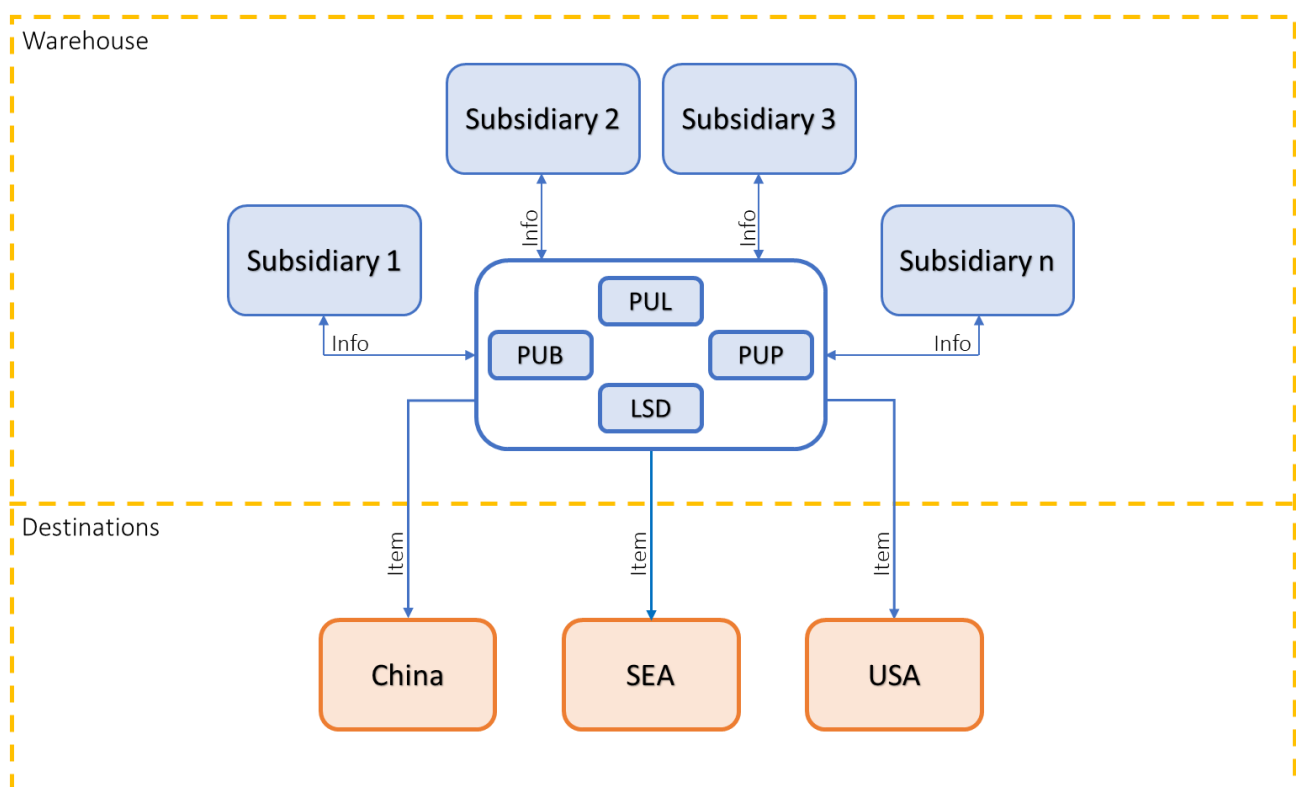 Warehouse
Subsidiary 2
Subsidiary 3
Subsidiary 1
Subsidiary n
Info
Info
Info
Info
PUL
PUB
PUP
LSD
Destinations
Item
Item
Item
China
SEA
USA